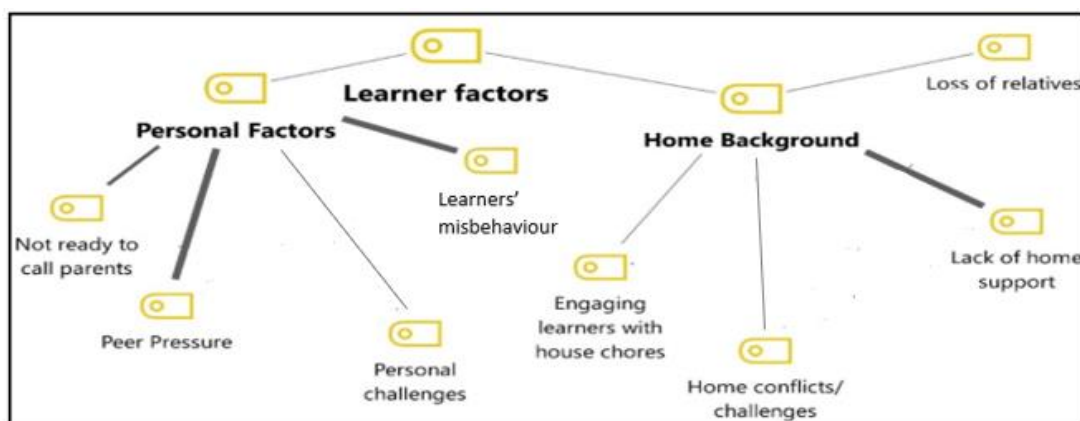 Learner factors
Personal Factors
Not ready to
call parents
Peer Pressure
Personal
challenges
Learners'
misbehaviour
Home Background
Engaging
learners with
house chores
Home conflicts/
challenges
Lack of home
support
Loss of relatives